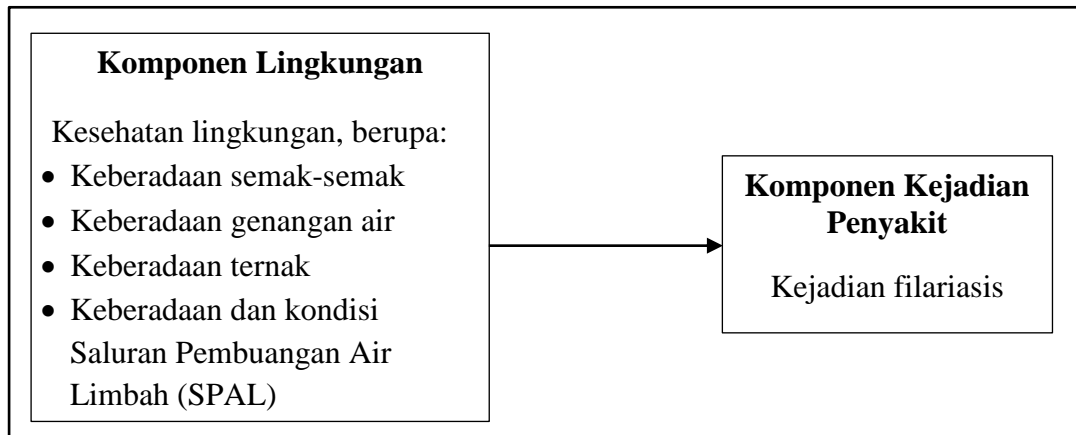 Komponen Lingkungan
Kesehatan lingkungan, berupa:
• Keberadaan semak-semak
• Keberadaan genangan air
• Keberadaan ternak
• Keberadaan dan kondisi
Saluran Pembuangan Air
Limbah (SPAL)
Komponen Kejadian
Penyakit
Kejadian filariasis